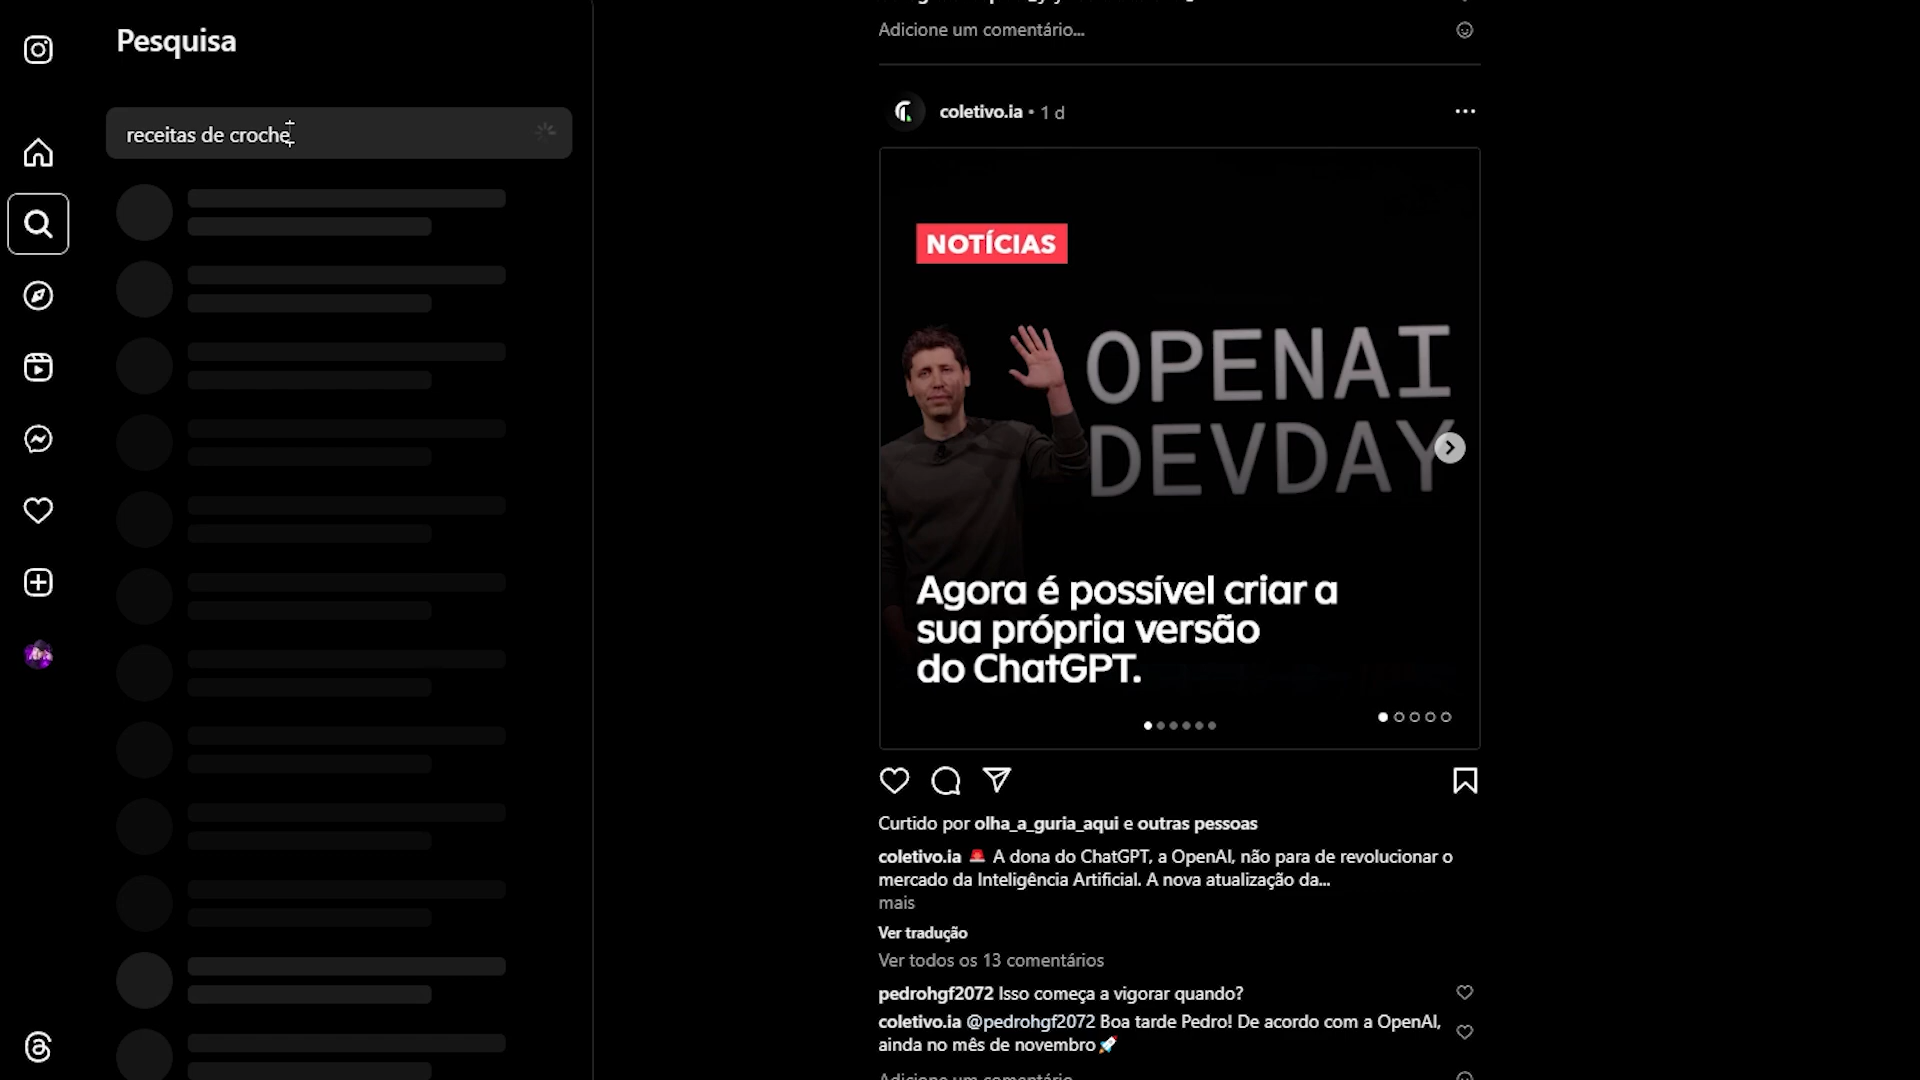 Pesquisa
receitas de croche
Adicione um comentário...
coletivo.ia • 1 d
NOTÍCIAS
OPENAI
DEVDAY
Agora é possível criar a
sua própria versão
do ChatGPT.
Curtido por olha_a_guria_aqui e outras pessoas
coletivo.ia 🚨 A dona do ChatGPT, a OpenAI, não para de revolucionar o
mercado da Inteligência Artificial. A nova atualização da...
mais
Ver tradução
Ver todos os 13 comentários
pedrohgf2072 Isso começa a vigorar quando?
coletivo.ia @pedrohgf2072 Boa tarde Pedro! De acordo com a OpenAI,
ainda no mês de novembro🚀
Adicione um comentário...